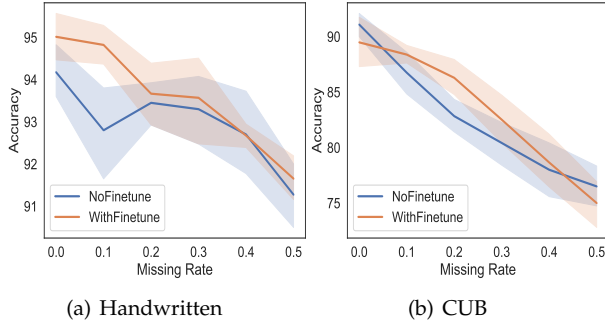 95
94
93
92
91
Accuracy
NoFinetune
WithFinetune
0.0 0.1 0.2 0.3 0.4 0.5
Missing Rate
(a) Handwritten
90
85
80
75
Accuracy
NoFinetune
WithFinetune
0.0 0.1 0.2 0.3 0.4 0.5
Missing Rate
(b) CUB